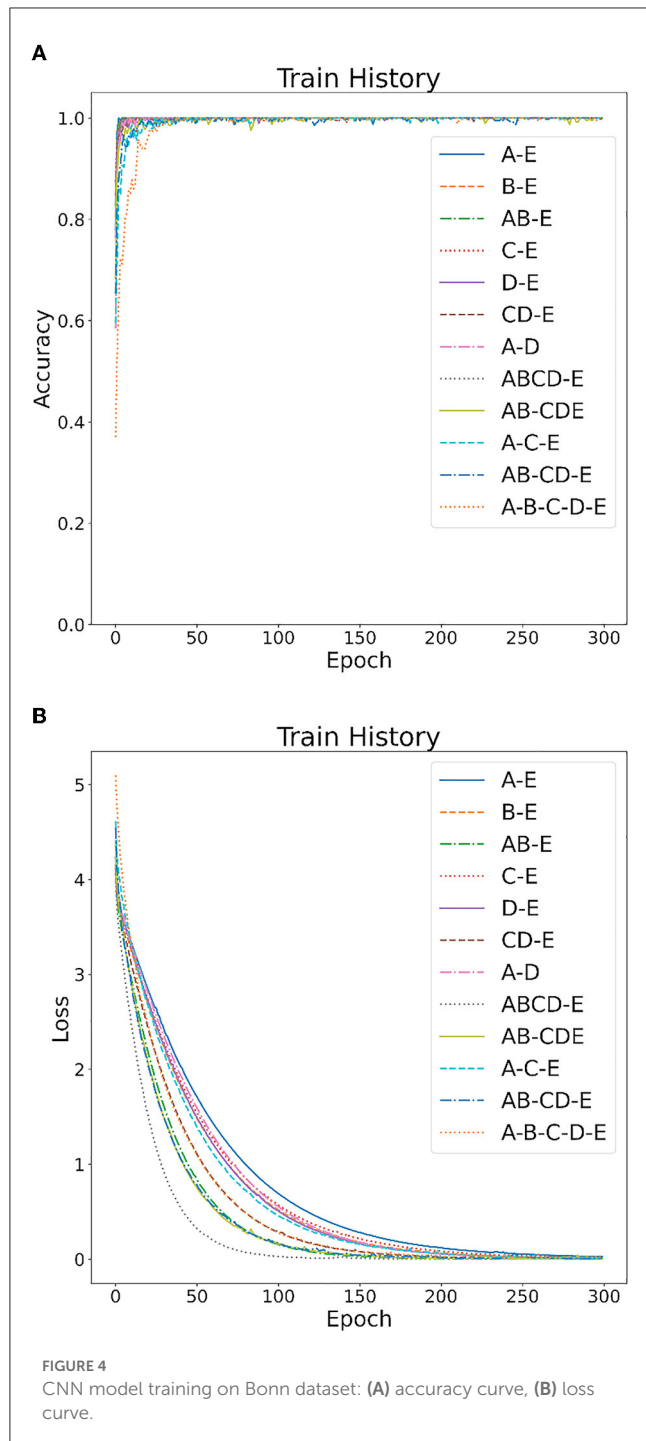 A
Train History
Accuracy
1.0
0.8
0.6
0.4
0.2
0.0
A-E
B-E
AB-E
C-E
D-E
CD-E
A-D
ABCD-E
AB-CDE
A-C-E
AB-CD-E
A-B-C-D-E
0 50 100 150 200 250 300
Epoch
B
Train History
Loss
5
4
3
2
1
0
A-E
B-E
AB-E
C-E
D-E
CD-E
A-D
ABCD-E
AB-CDE
A-C-E
AB-CD-E
A-B-C-D-E
0 50 100 150 200 250 300
Epoch
FIGURE 4
CNN model training on Bonn dataset: (A) accuracy curve, (B) loss
curve.